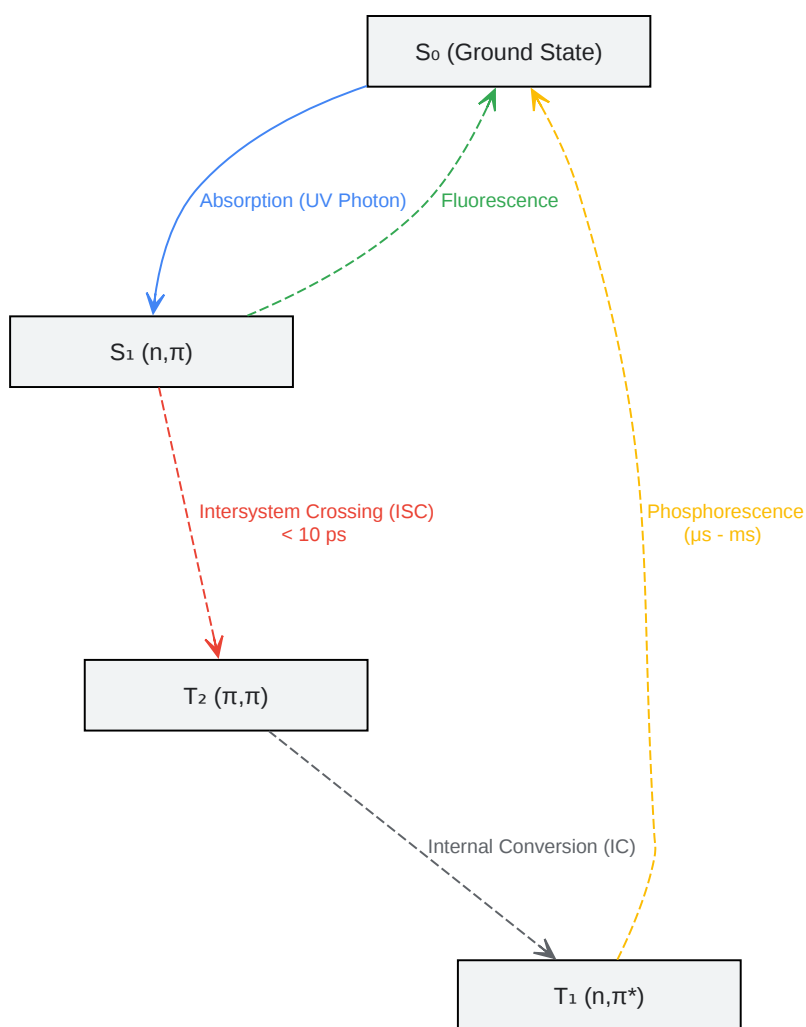 S₀ (Ground State)
Absorption (UV Photon)
Fluorescence
S₁ (n,π)
Intersystem Crossing (ISC)
< 10 ps
Phosphorescence
(μs - ms)
T₂ (π,π)
Internal Conversion (IC)
T₁ (n,π*)